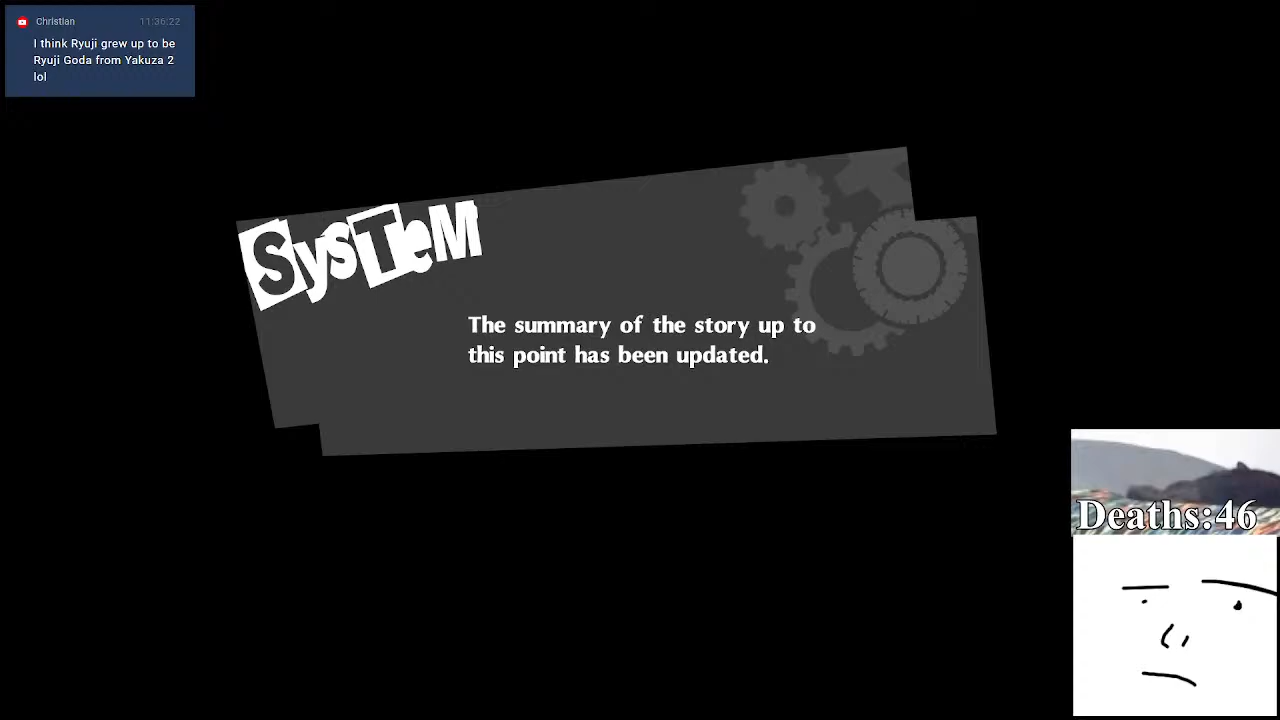 Christian 11:36:22
I think Ryuji grew up to be
Ryuji Goda from Yakuza 2
lol
SysTeM
The summary of the story up to
this point has been updated.
Deaths:46